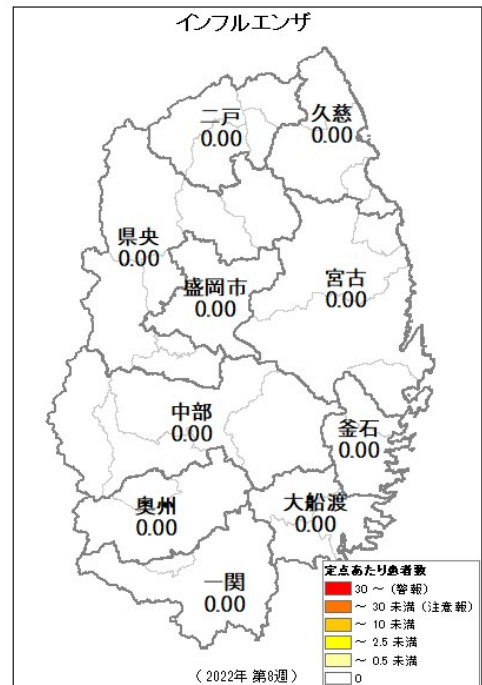 インフルエンザ
二戸
0.00
久慈
0.00
県央
0.00
盛岡市
0.00
宮古
0.00
中部
0.00
釜石
0.00
奥州
0.00
大船渡
0.00
一関
0.00
定点あたり患者数
30 ～ (警報)
～ 30 未満 (注意報)
～ 10 未満
～ 2.5 未満
～ 0.5 未満
0
(2022年 第8週)